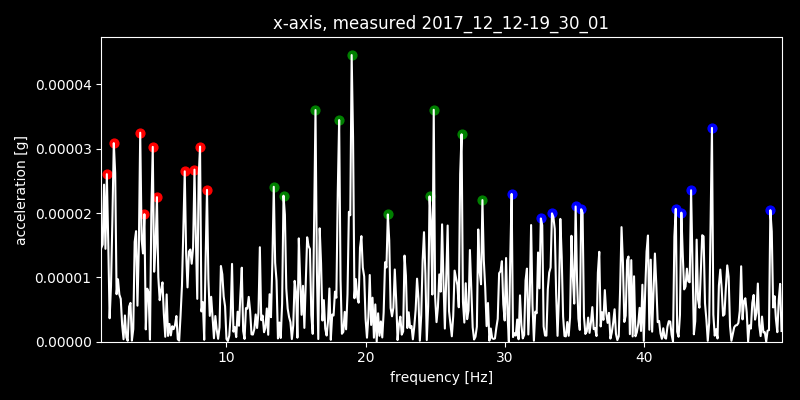 x-axis, measured 2017_12_12-19_30_01
acceleration [g]
0.00004
0.00003
0.00002
0.00001
0.00000
10 20 30 40
frequency [Hz]